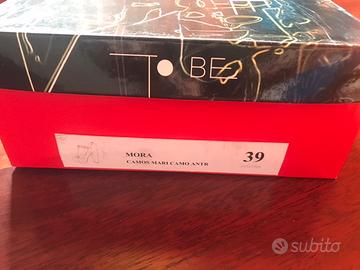 TO BE
MORA
39
CAMOS MARI CAMO ANTR
subito